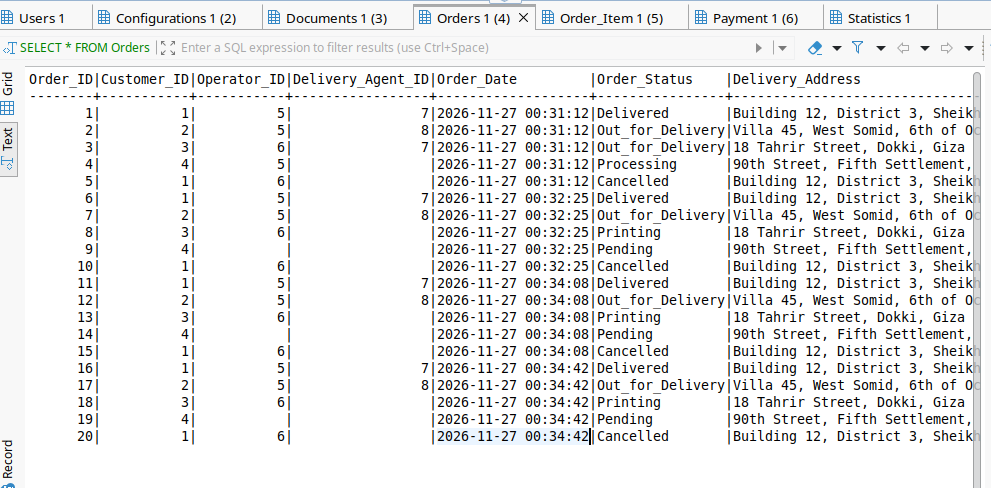 Users 1 Configurations 1 (2) Documents 1 (3) Orders 1 (4) Order_Item 1 (5) Payment 1 (6) Statistics 1
SELECT * FROM Orders Enter a SQL expression to filter results (use Ctrl+Space)
Grid
Text
Record
Order_ID|Customer_ID|Operator_ID|Delivery_Agent_ID|Order_Date |Order_Status |Delivery_Address
--------+-----------+-----------+-----------------+-------------------+----------------+-----------------------------
1| 1| 5| 7|2026-11-27 00:31:12|Delivered |Building 12, District 3, Sheikh
2| 2| 5| 8|2026-11-27 00:31:12|Out_for_Delivery|Villa 45, West Somid, 6th of Oc
3| 3| 6| 7|2026-11-27 00:31:12|Out_for_Delivery|18 Tahrir Street, Dokki, Giza
4| 4| 5| |2026-11-27 00:31:12|Processing |90th Street, Fifth Settlement,
5| 1| 6| |2026-11-27 00:31:12|Cancelled |Building 12, District 3, Sheikh
6| 1| 5| 7|2026-11-27 00:32:25|Delivered |Building 12, District 3, Sheikh
7| 2| 5| 8|2026-11-27 00:32:25|Out_for_Delivery|Villa 45, West Somid, 6th of Oc
8| 3| 6| |2026-11-27 00:32:25|Printing |18 Tahrir Street, Dokki, Giza
9| 4| | |2026-11-27 00:32:25|Pending |90th Street, Fifth Settlement,
10| 1| 6| |2026-11-27 00:32:25|Cancelled |Building 12, District 3, Sheikh
11| 1| 5| 7|2026-11-27 00:34:08|Delivered |Building 12, District 3, Sheikh
12| 2| 5| 8|2026-11-27 00:34:08|Out_for_Delivery|Villa 45, West Somid, 6th of Oc
13| 3| 6| |2026-11-27 00:34:08|Printing |18 Tahrir Street, Dokki, Giza
14| 4| | |2026-11-27 00:34:08|Pending |90th Street, Fifth Settlement,
15| 1| 6| |2026-11-27 00:34:08|Cancelled |Building 12, District 3, Sheikh
16| 1| 5| 7|2026-11-27 00:34:42|Delivered |Building 12, District 3, Sheikh
17| 2| 5| 8|2026-11-27 00:34:42|Out_for_Delivery|Villa 45, West Somid, 6th of Oc
18| 3| 6| |2026-11-27 00:34:42|Printing |18 Tahrir Street, Dokki, Giza
19| 4| | |2026-11-27 00:34:42|Pending |90th Street, Fifth Settlement,
20| 1| 6| |2026-11-27 00:34:42|Cancelled |Building 12, District 3, Sheikh